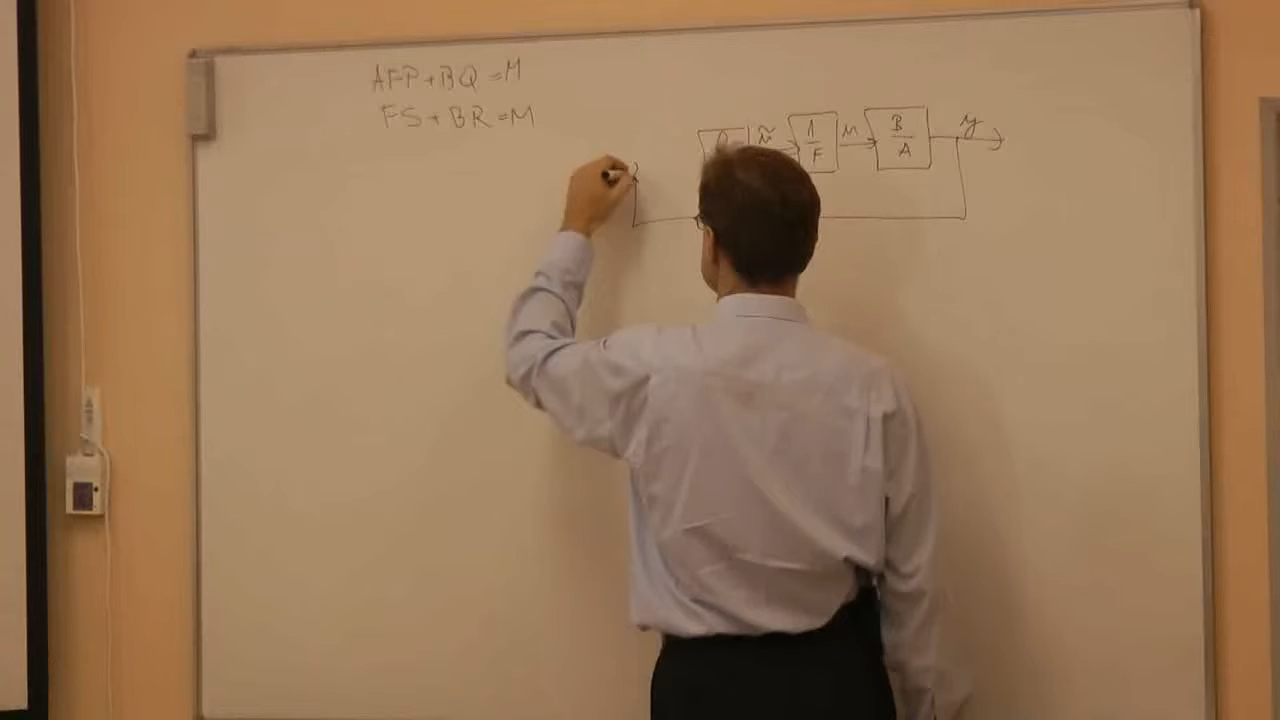 AFP + BQ = M
FS + BR = M
ũ 1/F u B/A y